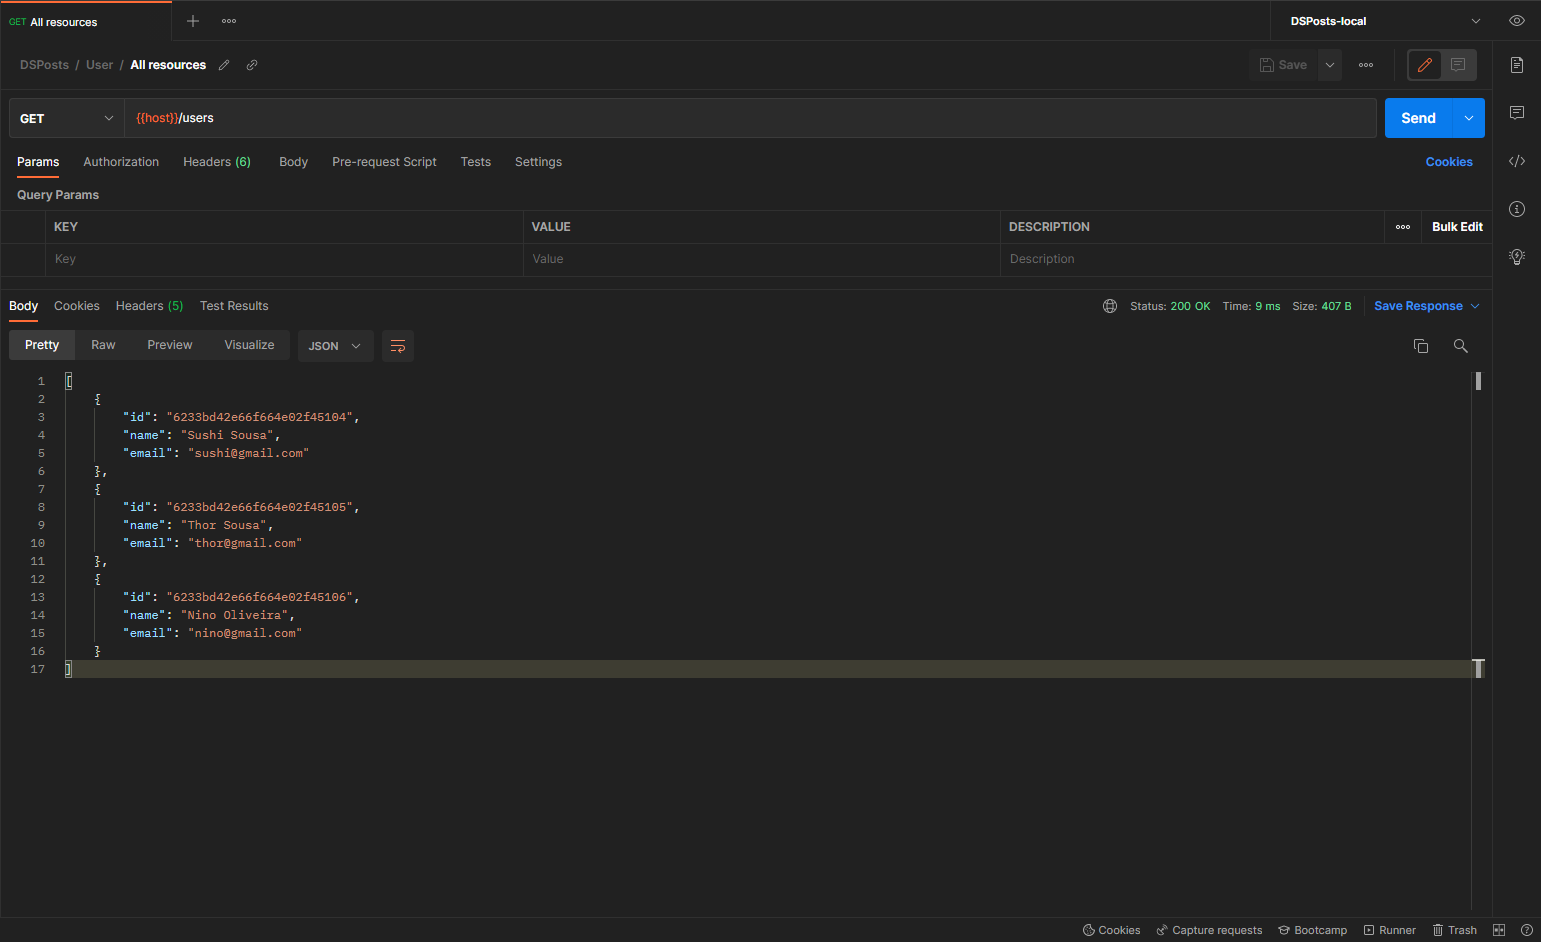 GET All resources
DSPosts-local
DSPosts / User / All resources
Save
GET {{host}}/users Send
Params Authorization Headers (6) Body Pre-request Script Tests Settings Cookies
Query Params
KEY VALUE DESCRIPTION Bulk Edit
Key Value Description
Body Cookies Headers (5) Test Results Status: 200 OK Time: 9 ms Size: 407 B Save Response
Pretty Raw Preview Visualize JSON
1 [
2 {
3 "id": "6233bd42e66f664e02f45104",
4 "name": "Sushi Sousa",
5 "email": "sushi@gmail.com"
6 },
7 {
8 "id": "6233bd42e66f664e02f45105",
9 "name": "Thor Sousa",
10 "email": "thor@gmail.com"
11 },
12 {
13 "id": "6233bd42e66f664e02f45106",
14 "name": "Nino Oliveira",
15 "email": "nino@gmail.com"
16 }
17 ]
Cookies Capture requests Bootcamp Runner Trash